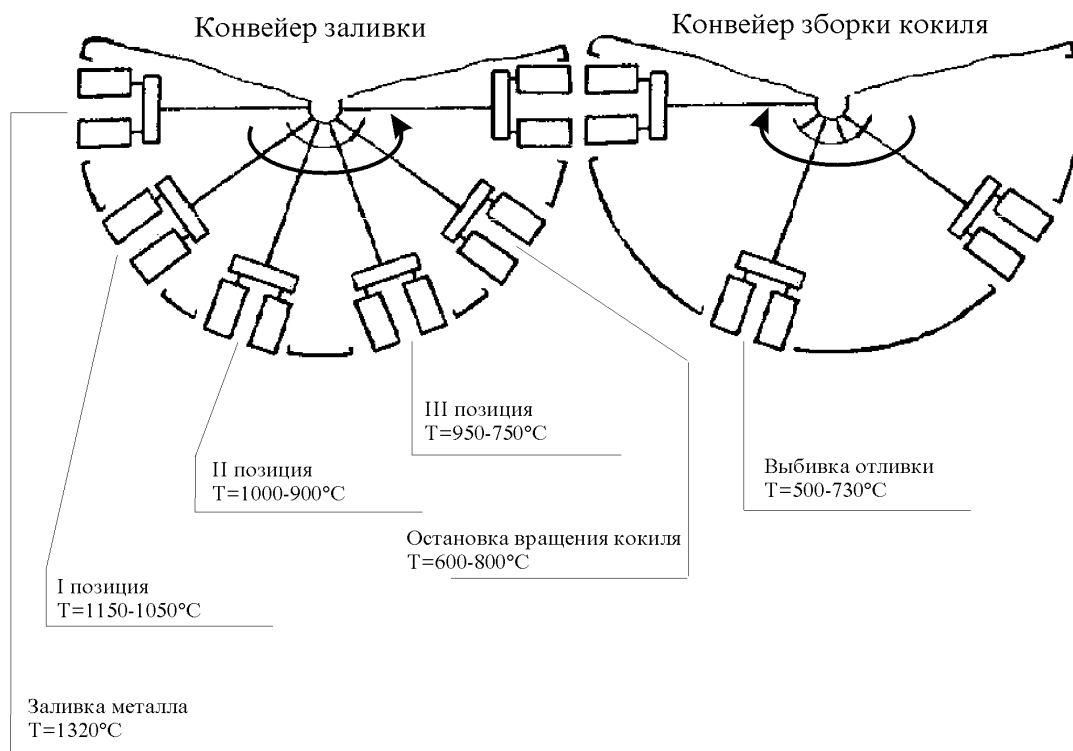 Конвейер заливки
Конвейер зборки кокиля
III позиция
T=950-750°C
II позиция
T=1000-900°C
Выбивка отливки
T=500-730°C
Остановка вращения кокиля
T=600-800°C
I позиция
T=1150-1050°C
Заливка металла
T=1320°C